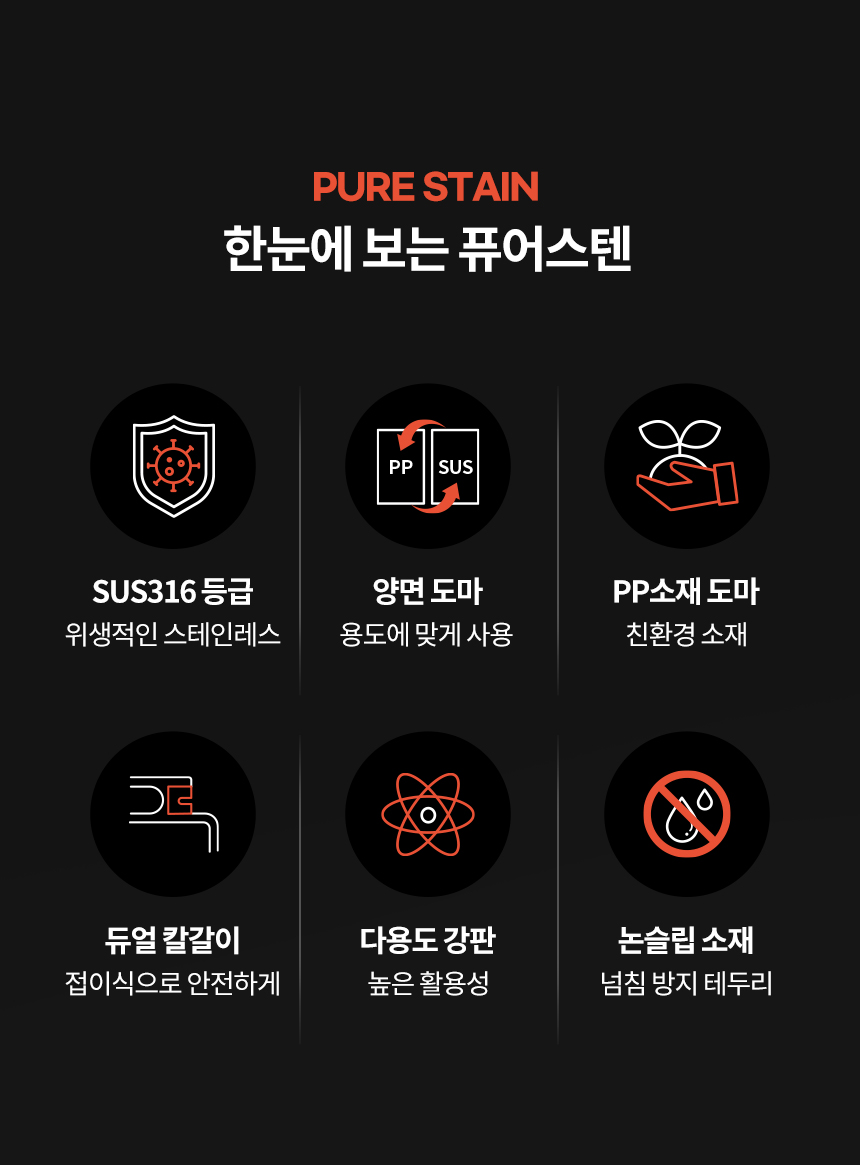 PURE STAIN
한눈에 보는 퓨어스텐
PP
SUS
SUS316 등급
위생적인 스테인레스
양면 도마
용도에 맞게 사용
PP소재 도마
친환경 소재
듀얼 칼갈이
접이식으로 안전하게
다용도 강판
높은 활용성
논슬립 소재
넘침 방지 테두리